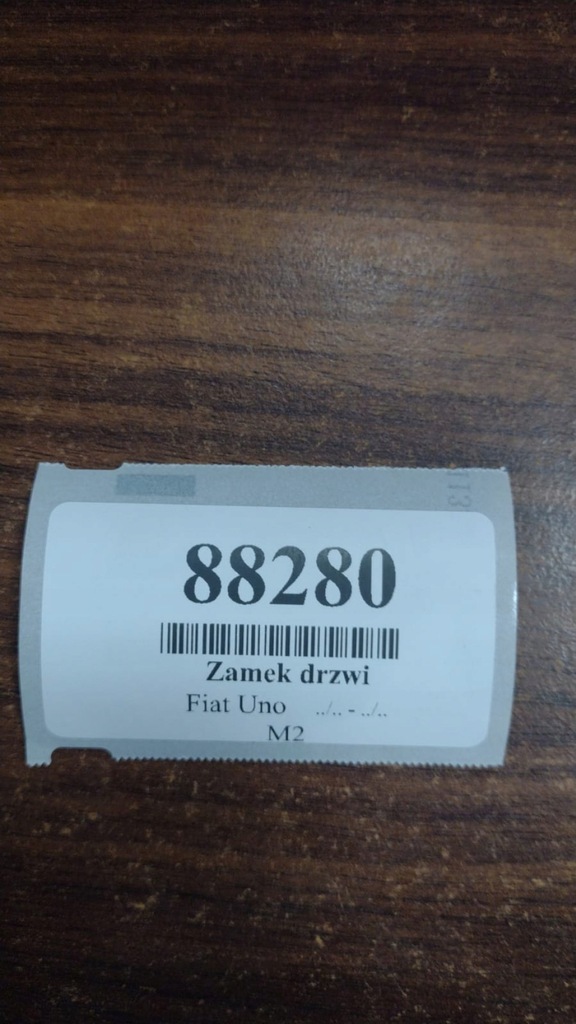 88280
Zamek drzwi
Fiat Uno ../.. - ../..
M2